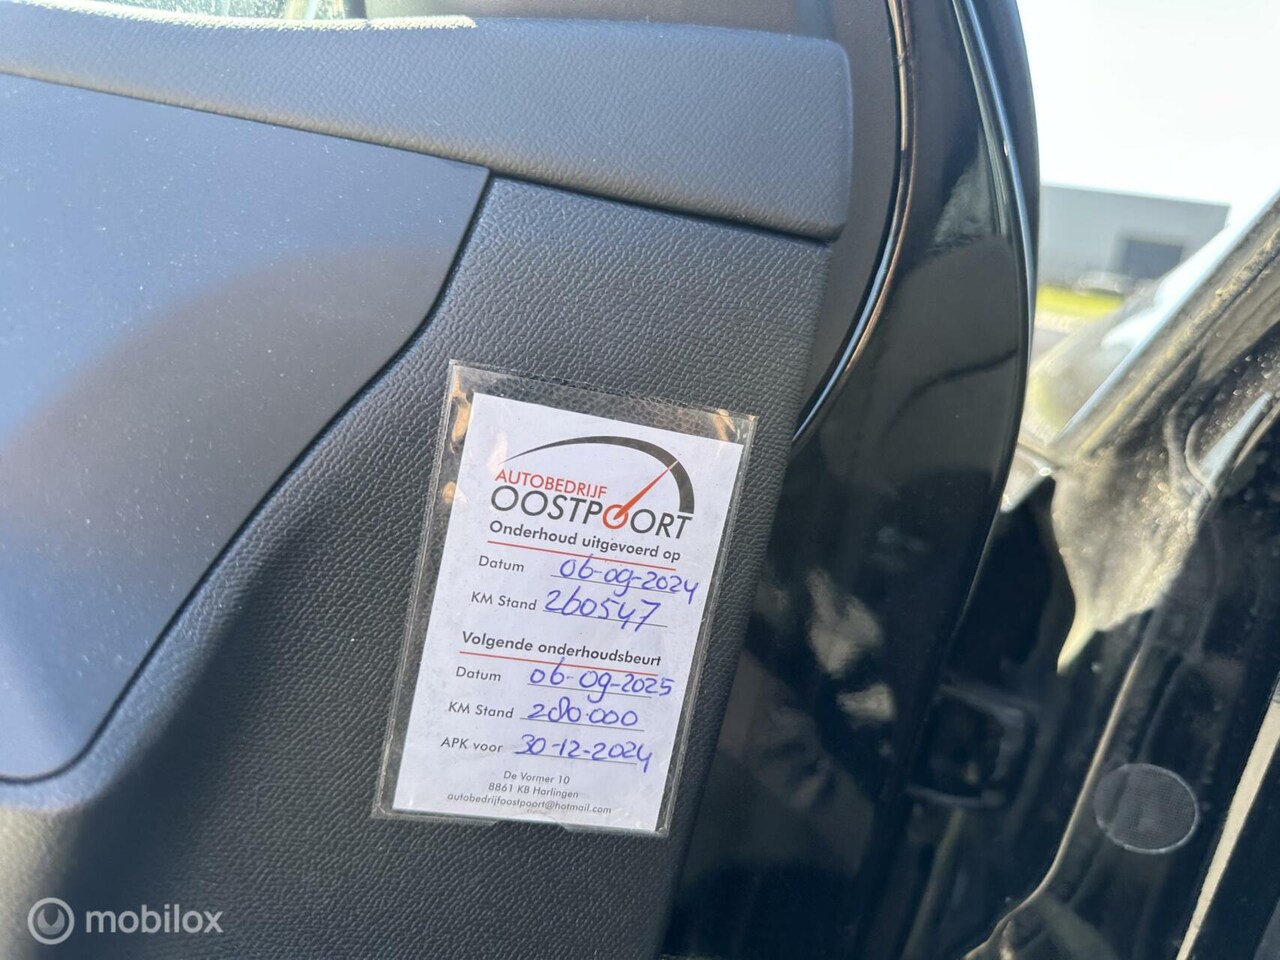 AUTOBEDRIJF
OOSTPOORT
Onderhoud uitgevoerd op
Datum 06-09-2024
KM Stand 260547
Volgende onderhoudsbeurt
Datum 06-09-2025
KM Stand 280.000
APK voor 30-12-2024
De Vormer 10
8861 KB Harlingen
autobedrijfoostpoort@hotmail.com
mobilox